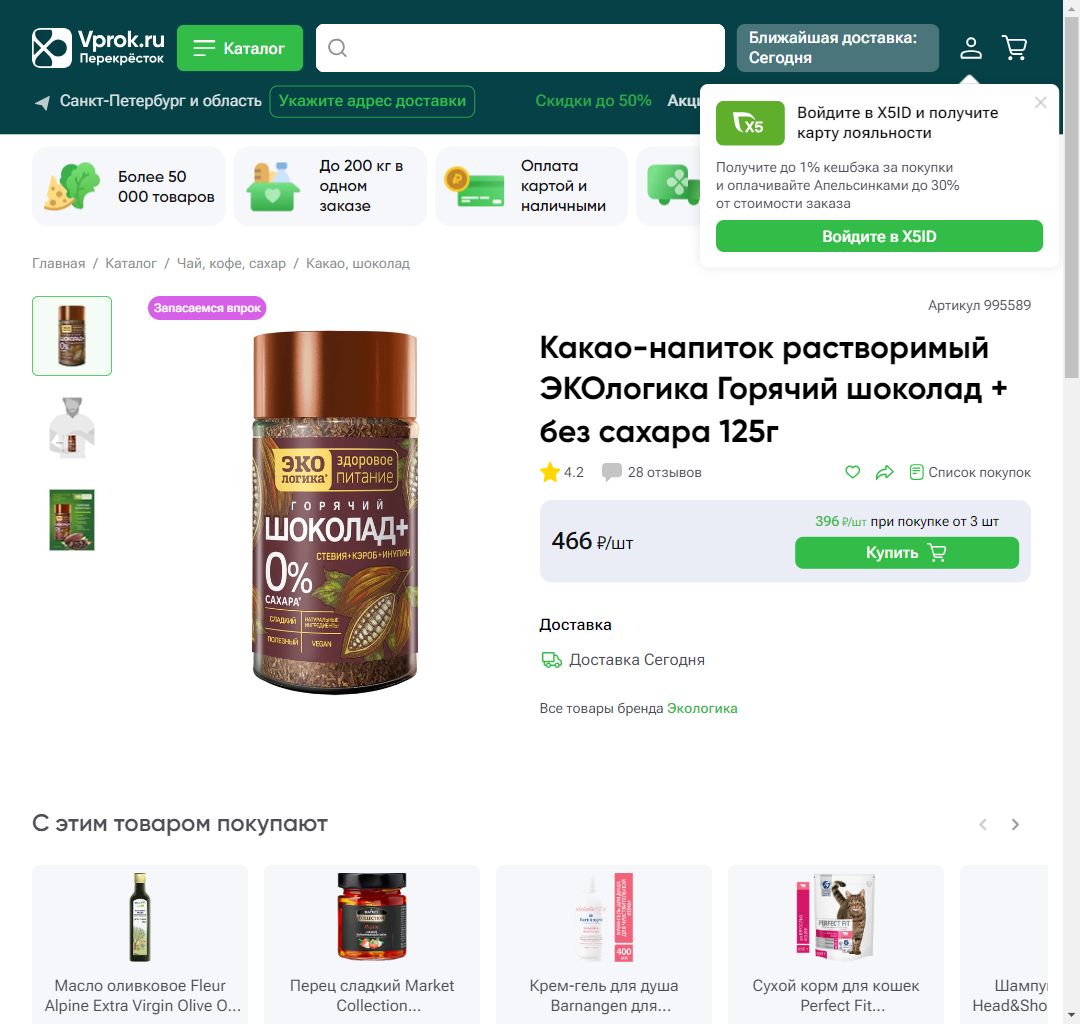 Vprok.ru
Перекрёсток
Каталог
Ближайшая доставка:
Сегодня
Санкт-Петербург и область
Укажите адрес доставки
Скидки до 50%
X5
Войдите в X5ID и получите
карту лояльности
Получите до 1% кешбэка за покупки
и оплачивайте Апельсинками до 30%
от стоимости заказа
Войдите в X5ID
Более 50
000 товаров
До 200 кг в
одном
заказе
Оплата
картой и
наличными
Главная / Каталог / Чай, кофе, сахар / Какао, шоколад
Запасаемся впрок
Артикул 995589
Какао-напиток растворимый
ЭКОлогика Горячий шоколад +
без сахара 125г
4.2
28 отзывов
Список покупок
466 ₽/шт
396 ₽/шт при покупке от 3 шт
Купить
ЭКО
логика
здоровое
питание
ГОРЯЧИЙ
ШОКОЛАД+
СТЕВИЯ+КЭРОБ+ИНУЛИН
0%
САХАРА*
СЛАДКИЙ
НАТУРАЛЬНЫЕ
ИНГРЕДИЕНТЫ
ПОЛЕЗНЫЙ
VEGAN
Доставка
Доставка Сегодня
Все товары бренда Экологика
С этим товаром покупают
PERFECT FIT
400
Масло оливковое Fleur
Alpine Extra Virgin Olive O...
Перец сладкий Market
Collection...
Крем-гель для душа
Barnangen для...
Сухой корм для кошек
Perfect Fit...